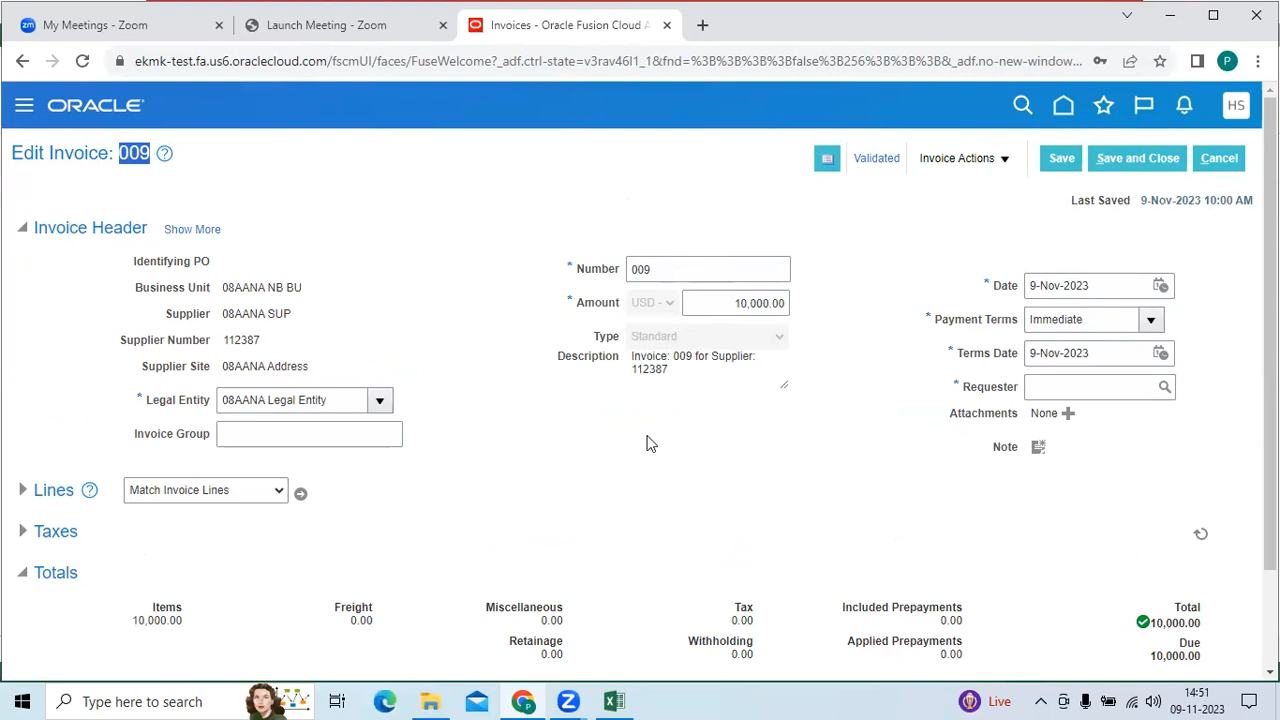 My Meetings - Zoom
Launch Meeting - Zoom
Invoices - Oracle Fusion Cloud A
ekmk-test.fa.us6.oraclecloud.com/fscmUI/faces/FuseWelcome?_adf.ctrl-state=v3rav46l1_1&fnd=%3B%3B%3B%3Bfalse%3B256%3B%3B%3B&_adf.no-new-window...
P
ORACLE
HS
Edit Invoice: 009
Validated
Invoice Actions
Save
Save and Close
Cancel
Last Saved 9-Nov-2023 10:00 AM
Invoice Header Show More
Identifying PO
Business Unit 08AANA NB BU
Supplier 08AANA SUP
Supplier Number 112387
Supplier Site 08AANA Address
* Legal Entity 08AANA Legal Entity
Invoice Group
* Number 009
* Amount USD - 10,000.00
Type Standard
Description Invoice: 009 for Supplier:
112387
* Date 9-Nov-2023
* Payment Terms Immediate
* Terms Date 9-Nov-2023
* Requester
Attachments None
Note
Lines Match Invoice Lines
Taxes
Totals
Items Freight Miscellaneous Tax Included Prepayments Total
10,000.00 0.00 0.00 0.00 0.00 10,000.00
Retainage Withholding Applied Prepayments Due
0.00 0.00 0.00 10,000.00
Type here to search
Live
14:51
09-11-2023